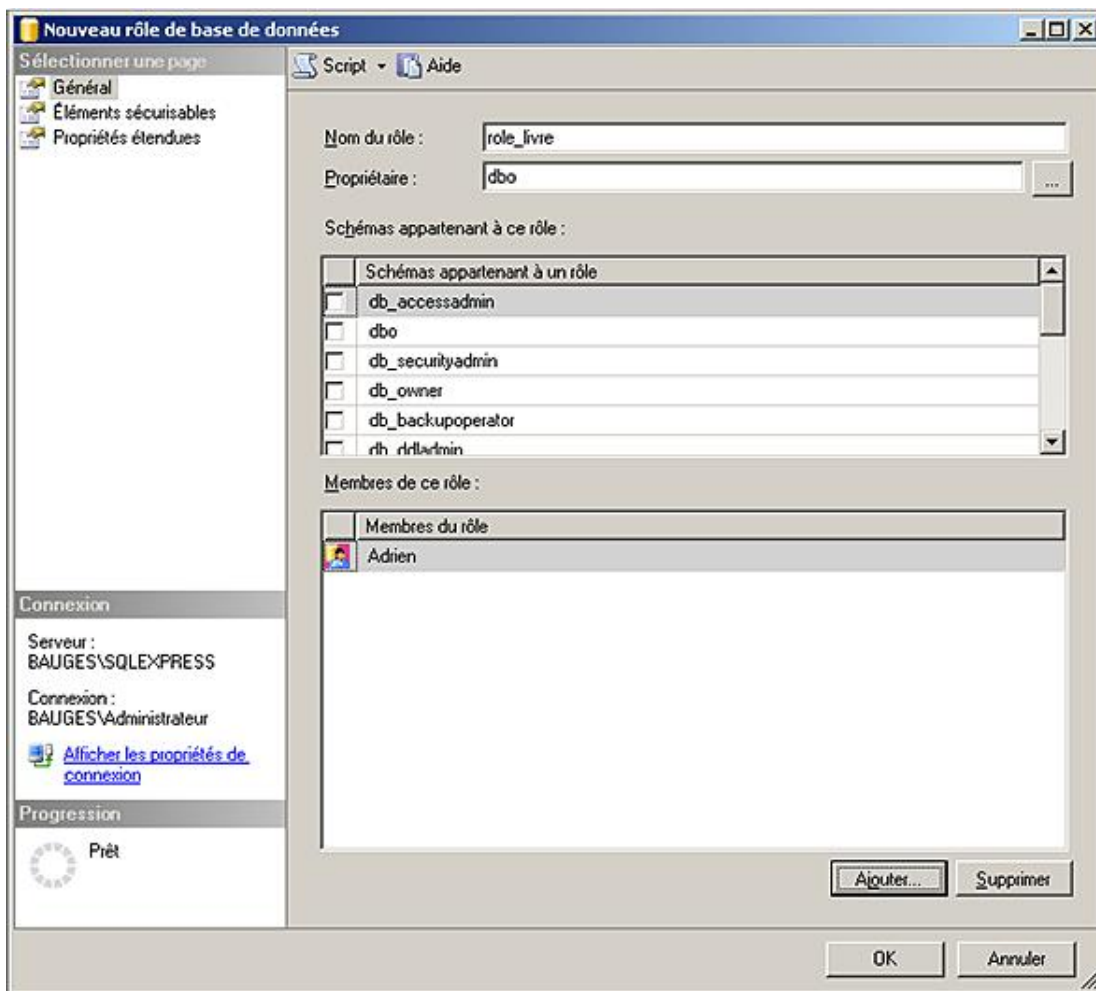 Nouveau rôle de base de données
Sélectionner une page
Général
Éléments sécurisables
Propriétés étendues
Script
Aide
Nom du rôle :
role_livre
Propriétaire :
dbo
...
Schémas appartenant à ce rôle :
Schémas appartenant à un rôle
db_accessadmin
dbo
db_securityadmin
db_owner
db_backupoperator
db_ddladmin
Membres de ce rôle :
Membres du rôle
Adrien
Connexion
Serveur :
BAUGES\SQLEXPRESS
Connexion :
BAUGES\Administrateur
Afficher les propriétés de
connexion
Progression
Prêt
Ajouter...
Supprimer
OK
Annuler